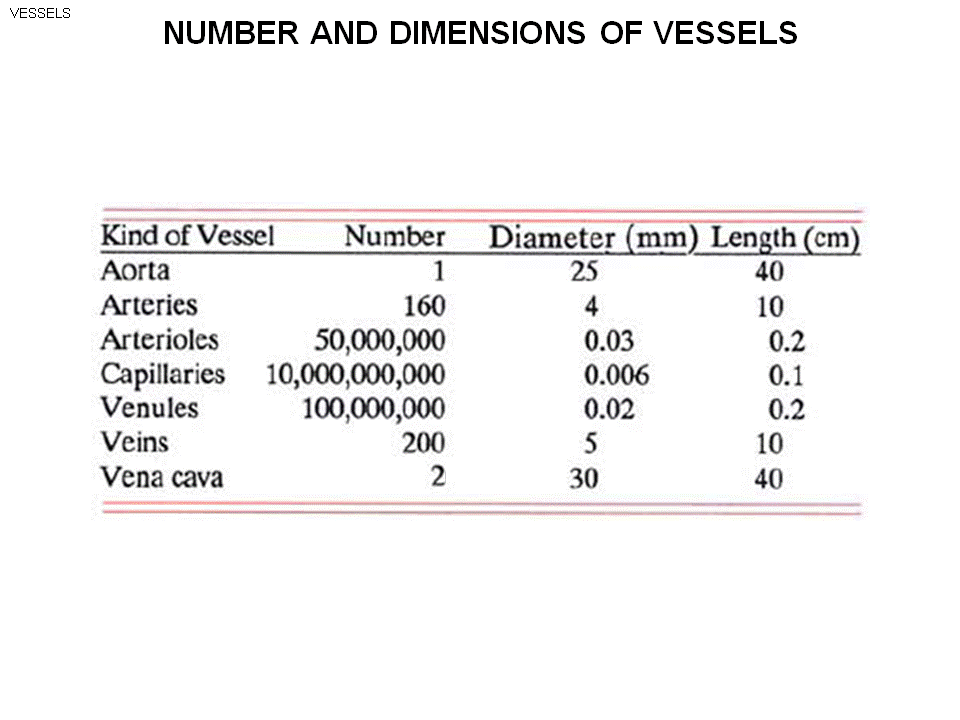 VESSELS
NUMBER AND DIMENSIONS OF VESSELS
Kind of Vessel Number Diameter (mm) Length (cm)
Aorta 1 25 40
Arteries 160 4 10
Arterioles 50,000,000 0.03 0.2
Capillaries 10,000,000,000 0.006 0.1
Venules 100,000,000 0.02 0.2
Veins 200 5 10
Vena cava 2 30 40